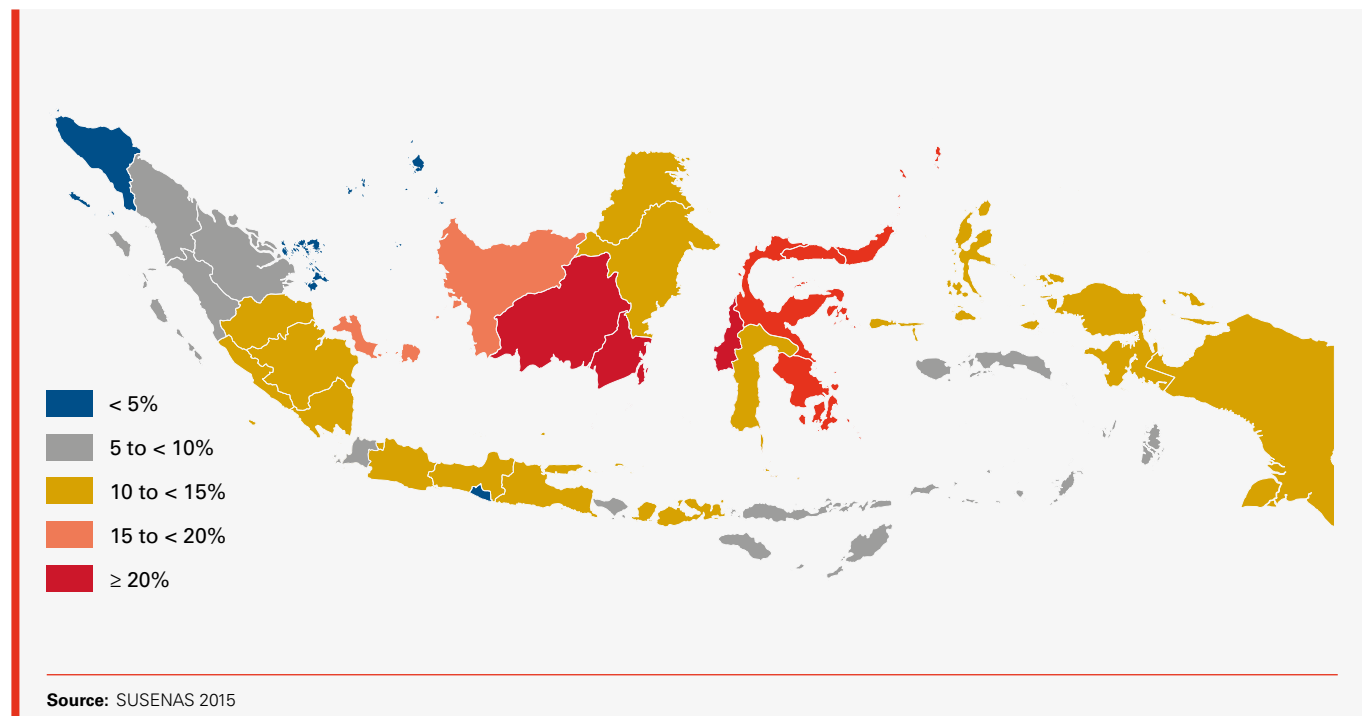 < 5%
5 to < 10%
10 to < 15%
15 to < 20%
≥ 20%
Source: SUSENAS 2015